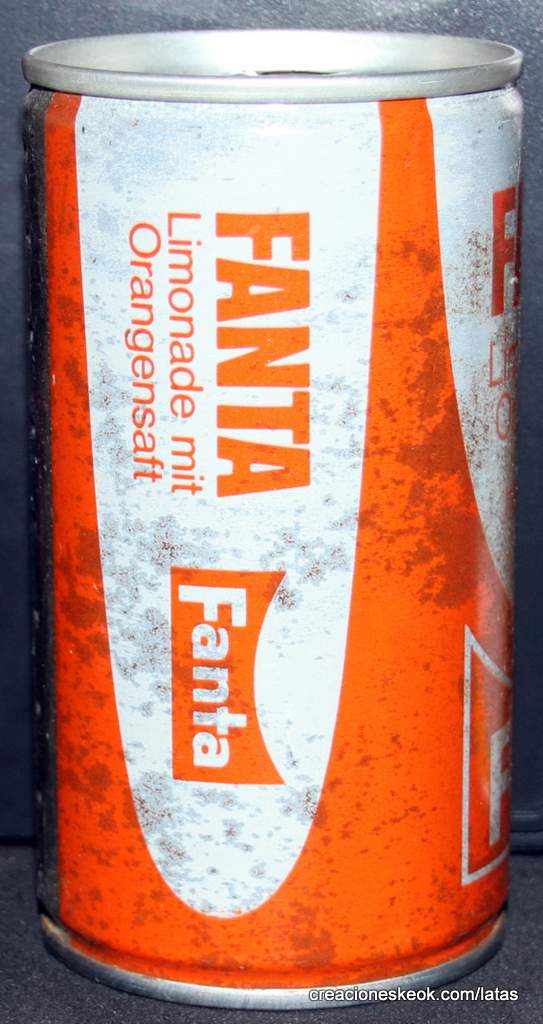 FANTA
Limonade mit
Orangensaft
Fanta
creacioneskeok.com/latas